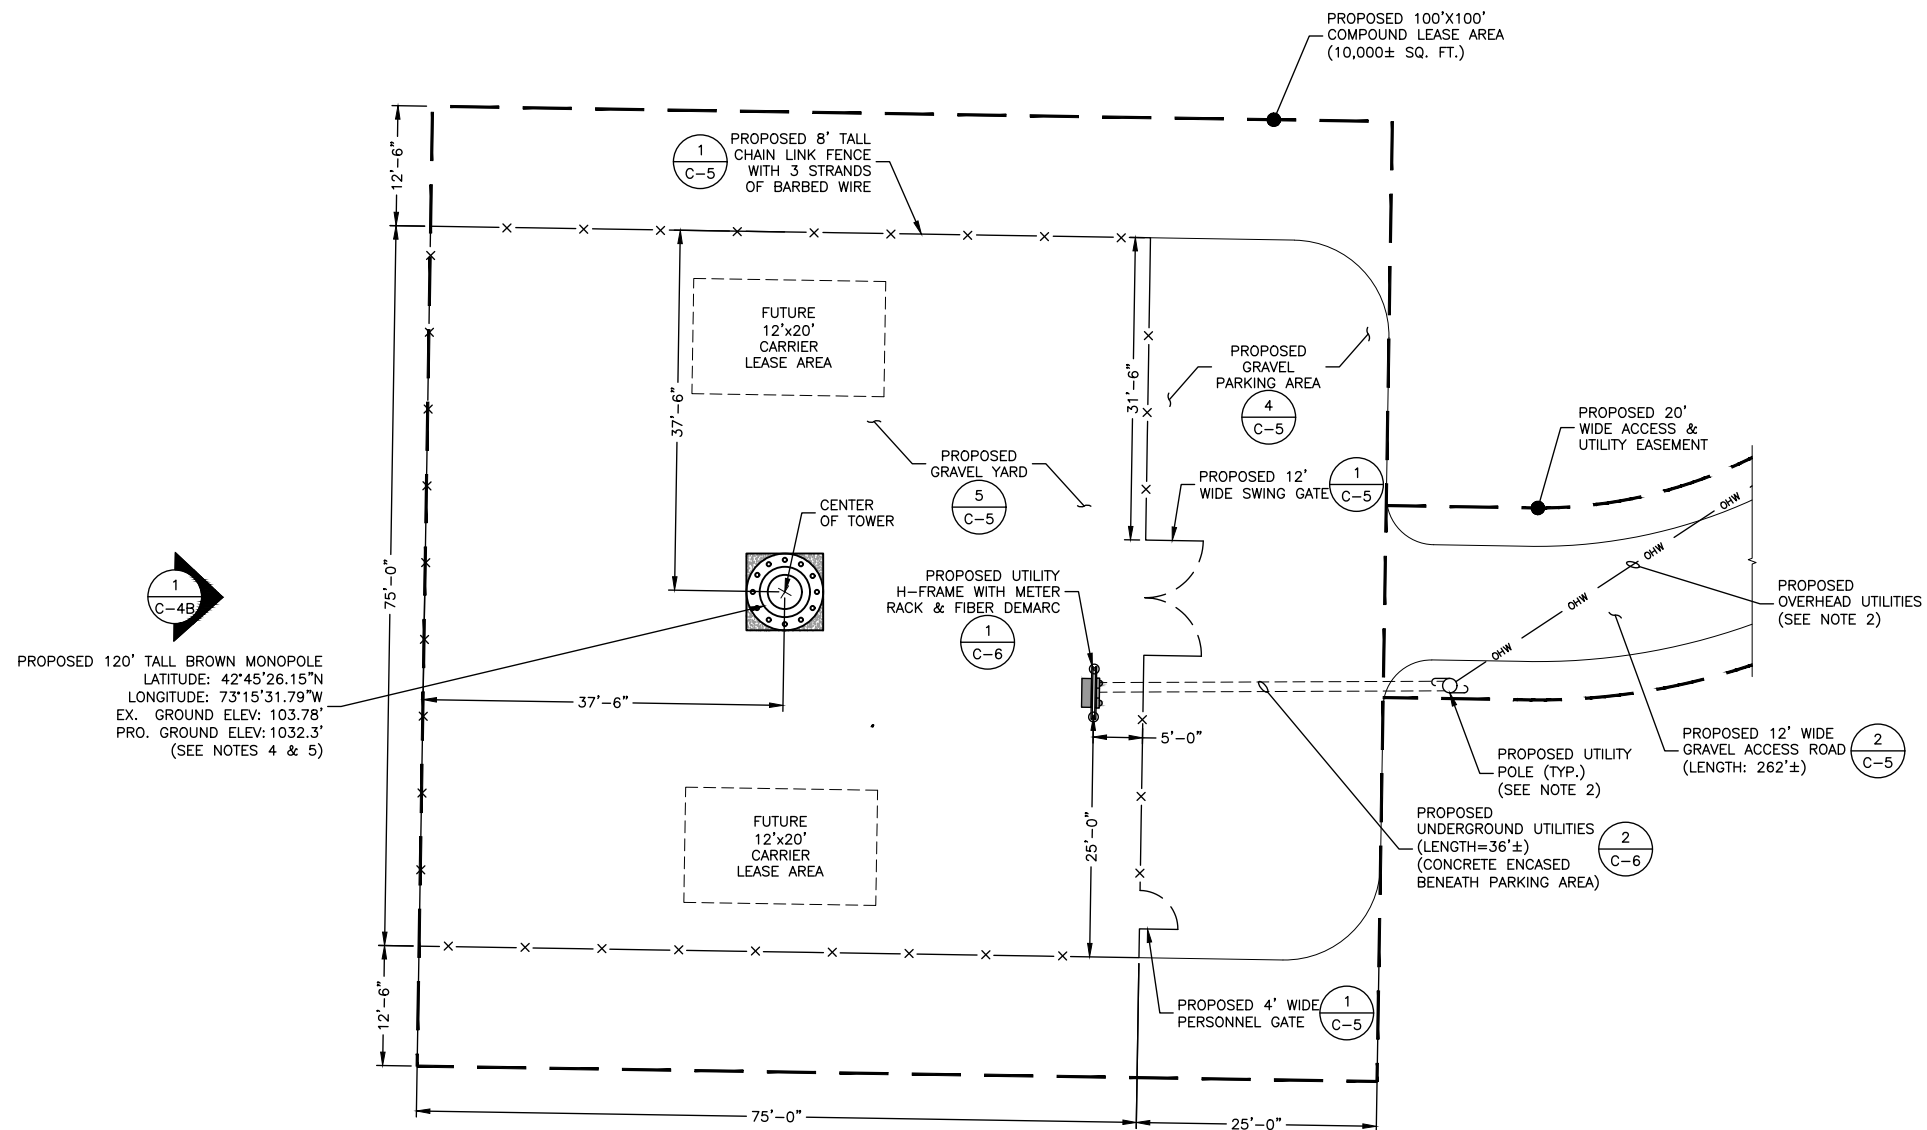 PROPOSED 100'X100'
COMPOUND LEASE AREA
(10,000± SQ. FT.)
12'-6"
1
C-5
PROPOSED 8' TALL
CHAIN LINK FENCE
WITH 3 STRANDS
OF BARBED WIRE
FUTURE
12'x20'
CARRIER
LEASE AREA
37'-6"
31'-6"
PROPOSED
GRAVEL
PARKING AREA
4
C-5
PROPOSED 20'
WIDE ACCESS &
UTILITY EASEMENT
PROPOSED
GRAVEL YARD
5
C-5
PROPOSED 12'
WIDE SWING GATE
1
C-5
CENTER
OF TOWER
OHW
OHW
OHW
OHW
75'-0"
1
C-4B
PROPOSED UTILITY
H-FRAME WITH METER
RACK & FIBER DEMARC
1
C-6
PROPOSED
OVERHEAD UTILITIES
(SEE NOTE 2)
PROPOSED 120' TALL BROWN MONOPOLE
LATITUDE: 42°45'26.15"N
LONGITUDE: 73°15'31.79"W
EX. GROUND ELEV: 103.78'
PRO. GROUND ELEV: 1032.3'
(SEE NOTES 4 & 5)
37'-6"
5'-0"
PROPOSED 12' WIDE
GRAVEL ACCESS ROAD
(LENGTH: 262'±)
2
C-5
PROPOSED UTILITY
POLE (TYP.)
(SEE NOTE 2)
25'-0"
PROPOSED
UNDERGROUND UTILITIES
(LENGTH=36'±)
(CONCRETE ENCASED
BENEATH PARKING AREA)
2
C-6
FUTURE
12'x20'
CARRIER
LEASE AREA
12'-6"
PROPOSED 4' WIDE
PERSONNEL GATE
1
C-5
75'-0"
25'-0"